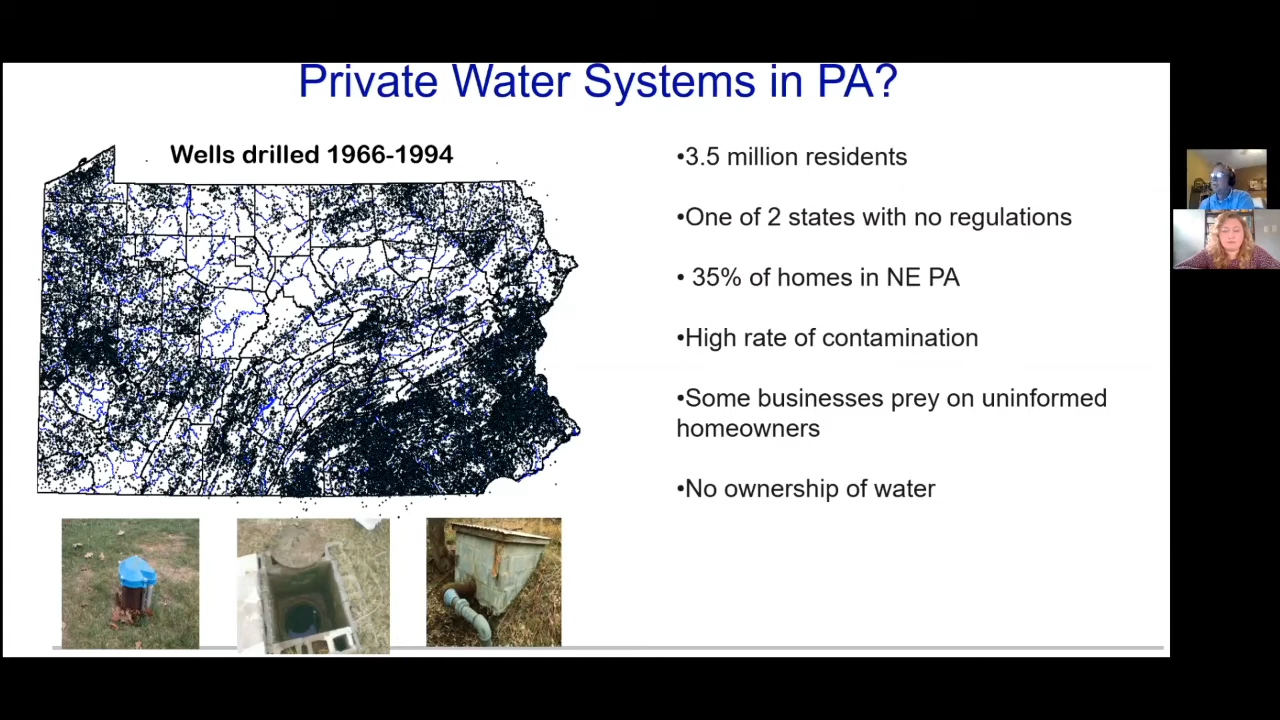 Private Water Systems in PA?
Wells drilled 1966-1994
•3.5 million residents
•One of 2 states with no regulations
• 35% of homes in NE PA
•High rate of contamination
•Some businesses prey on uninformed
homeowners
•No ownership of water